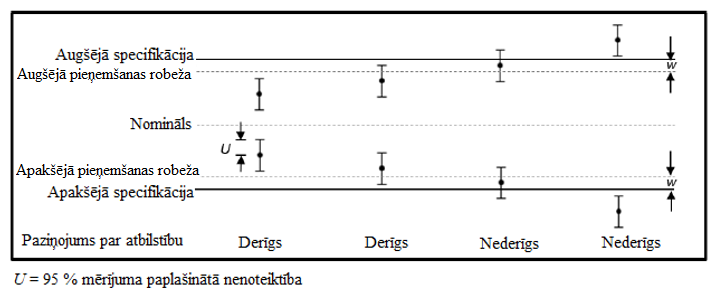 Augšējā specifikācija
Augšējā pieņemšanas robeža
w
Nomināls
U
Apakšējā pieņemšanas robeža
w
Apakšējā specifikācija
Paziņojums par atbilstību Derīgs Derīgs Nederīgs Nederīgs
U = 95 % mērījuma paplašinātā nenoteiktība